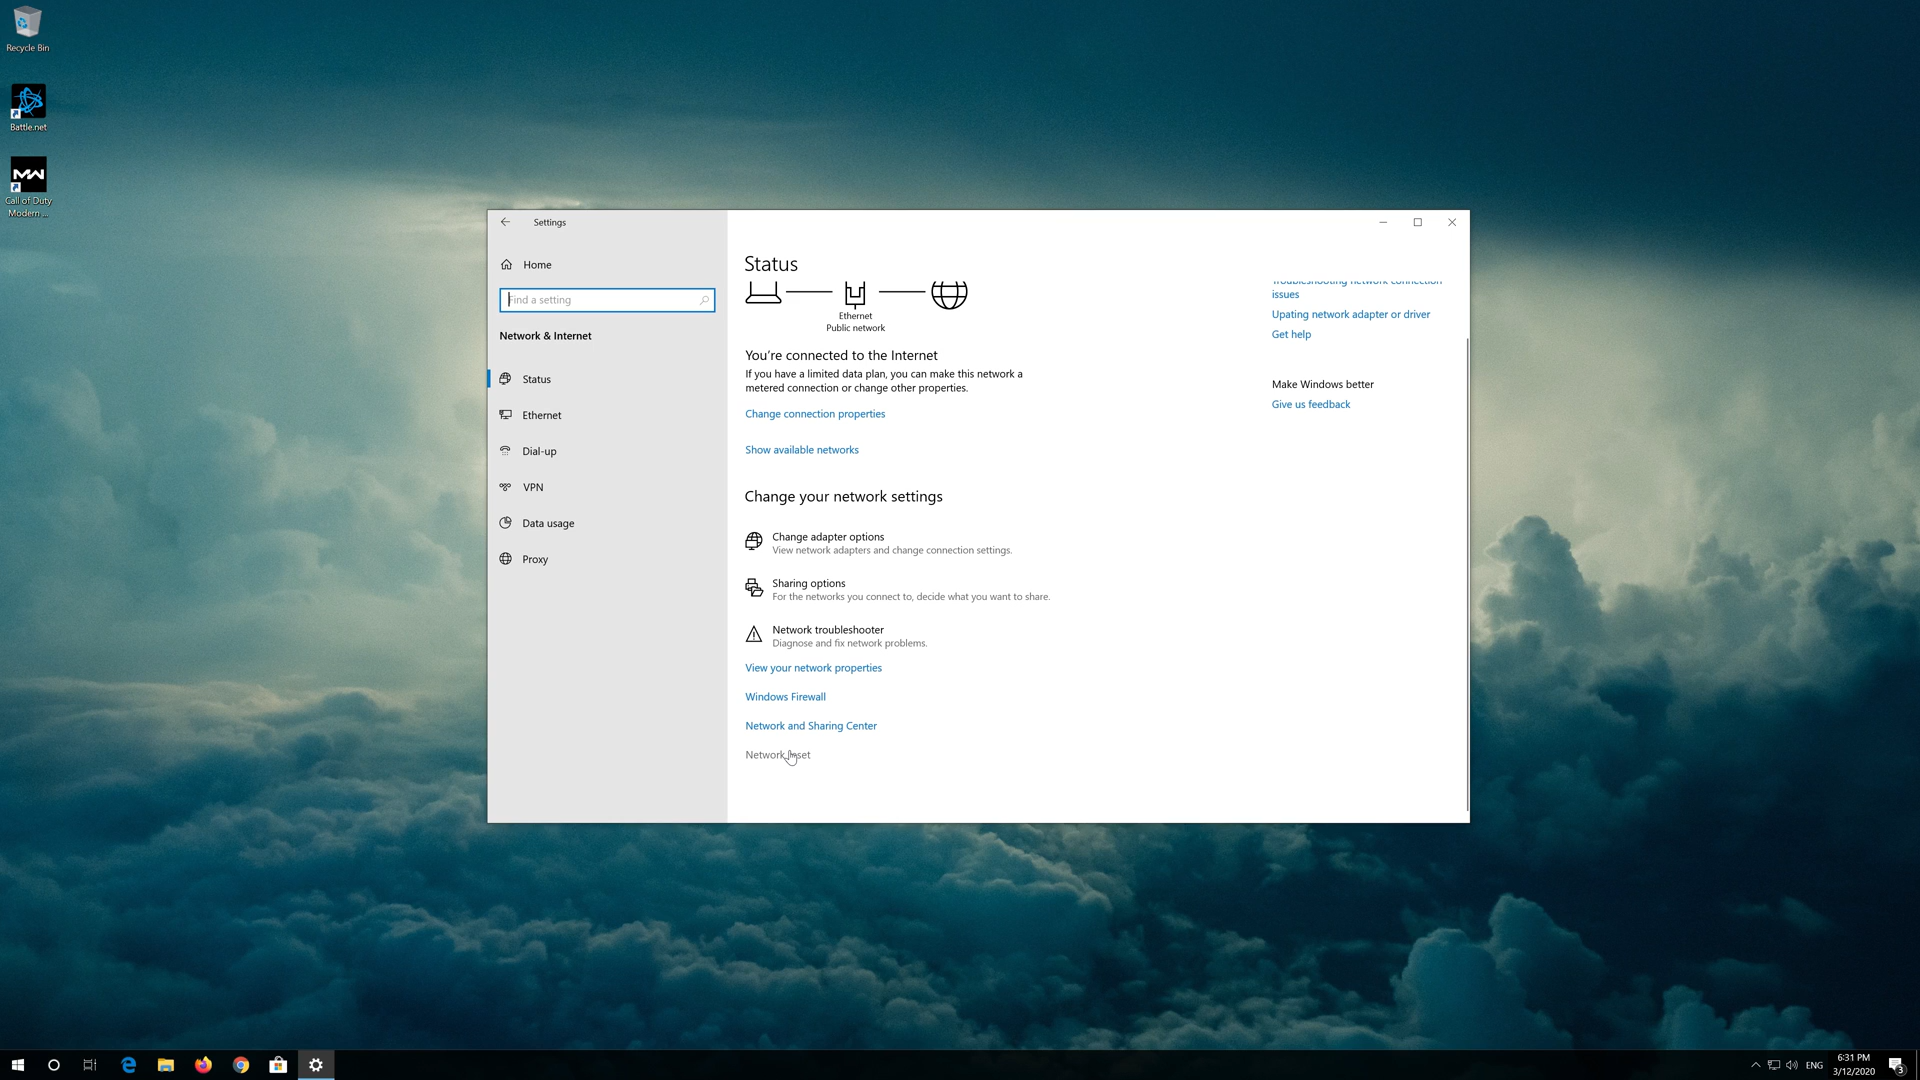 Recycle Bin
Battle.net
Call of Duty
Modern ...
Settings
Home
Find a setting
Network & Internet
Status
Ethernet
Dial-up
VPN
Data usage
Proxy
Status
Ethernet
Public network
You're connected to the Internet
If you have a limited data plan, you can make this network a
metered connection or change other properties.
Change connection properties
Show available networks
Change your network settings
Change adapter options
View network adapters and change connection settings.
Sharing options
For the networks you connect to, decide what you want to share.
Network troubleshooter
Diagnose and fix network problems.
View your network properties
Windows Firewall
Network and Sharing Center
Network reset
Troubleshooting network connection
issues
Upating network adapter or driver
Get help
Make Windows better
Give us feedback
ENG
6:31 PM
3/12/2020
3